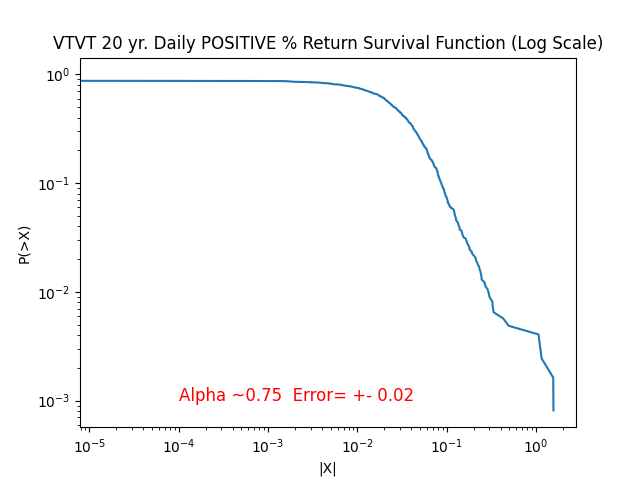 VTVT 20 yr. Daily POSITIVE % Return Survival Function (Log Scale)
10⁰
10⁻¹
10⁻²
10⁻³
P(>X)
Alpha ~0.75  Error= +- 0.02
10⁻⁵ 10⁻⁴ 10⁻³ 10⁻² 10⁻¹ 10⁰
|X|